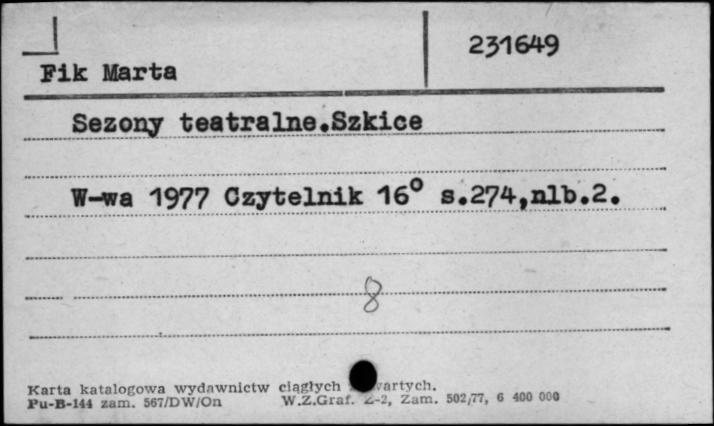 231649
Fik Marta
Sezony teatralne.Szkice
W-wa 1977 Czytelnik 16° s.274,nlb.2.
8
Karta katalogowa wydawnictw ciągłych
Pu-B-144 zam. 567/DW/On W.Z.Graf. Z-2, Zam. 502/77, 6 400 000